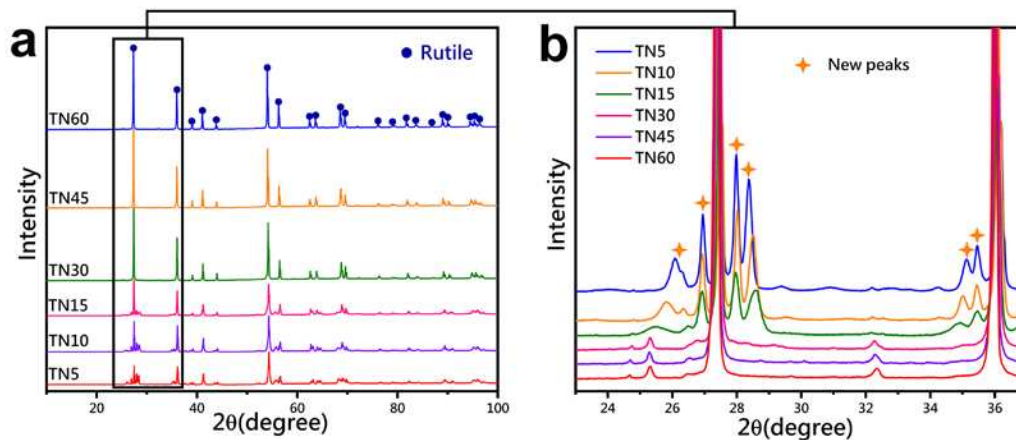 a
Intensity
Rutile
TN60
TN45
TN30
TN15
TN10
TN5
20 40 60 80 100
2θ(degree)
b
Intensity
TN5
TN10
TN15
TN30
TN45
TN60
New peaks
24 26 28 30 32 34 36
2θ(degree)